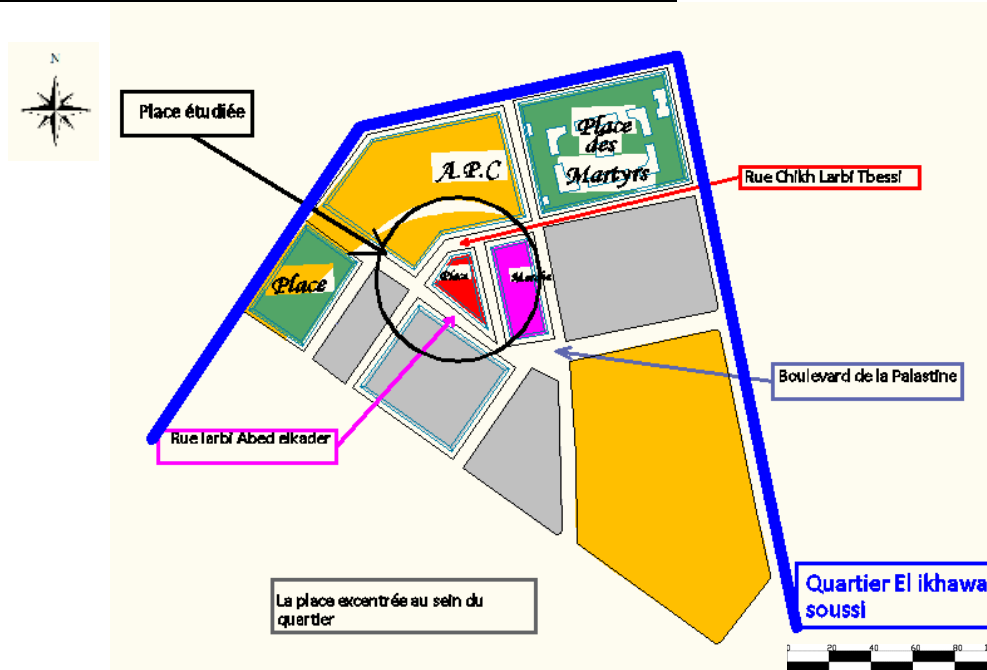 N
Place étudiée
Place
des
Martyrs
A.P.C
Rue Chikh Larbi Tbessi
Place
Place
Boulevard de la Palastine
Rue larbi Abed elkader
Quartier El ikhawa
soussi
La place excentrée au sein du
quartier
0 20 40 60 80